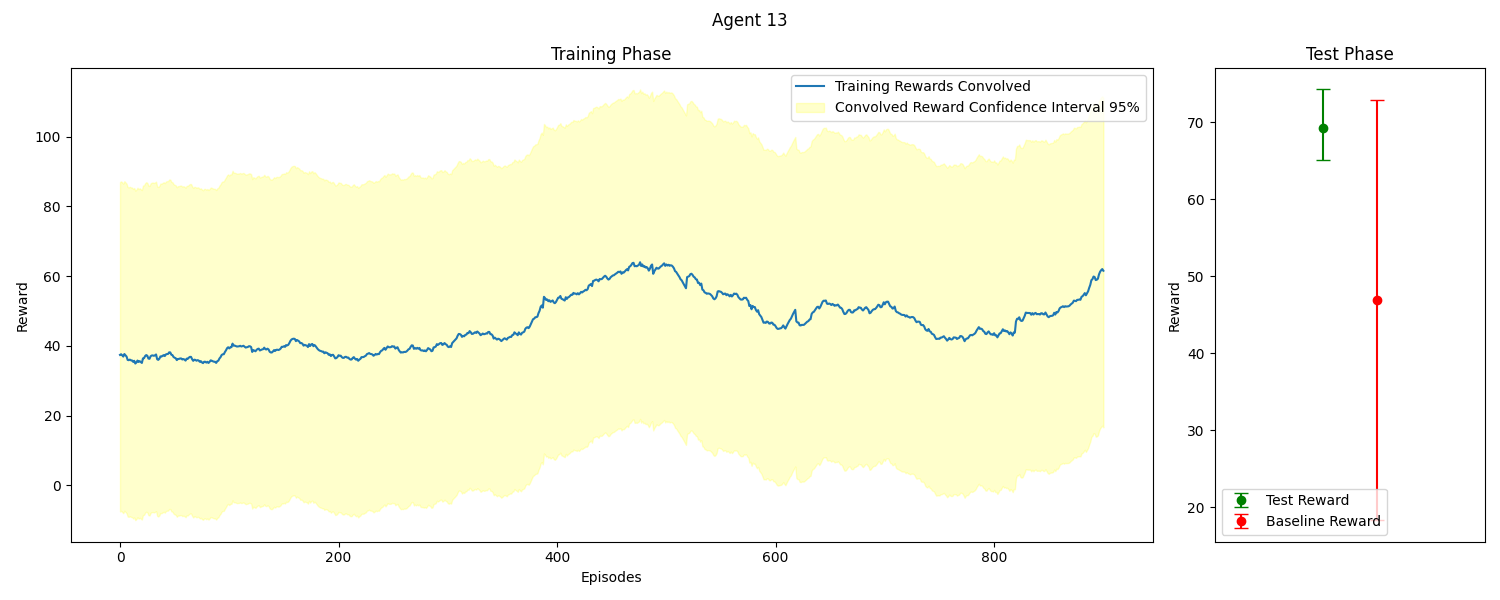 Agent 13
Training Phase
Training Rewards Convolved
Convolved Reward Confidence Interval 95%
Reward
100
80
60
40
20
0
0 200 400 600 800
Episodes
Test Phase
Reward
70
60
50
40
30
20
Test Reward
Baseline Reward